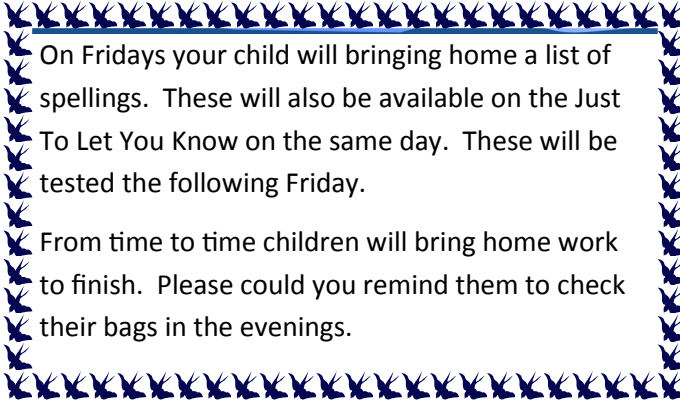 On Fridays your child will bringing home a list of
spellings.  These will also be available on the Just
To Let You Know on the same day.  These will be
tested the following Friday.
From time to time children will bring home work
to finish.  Please could you remind them to check
their bags in the evenings.